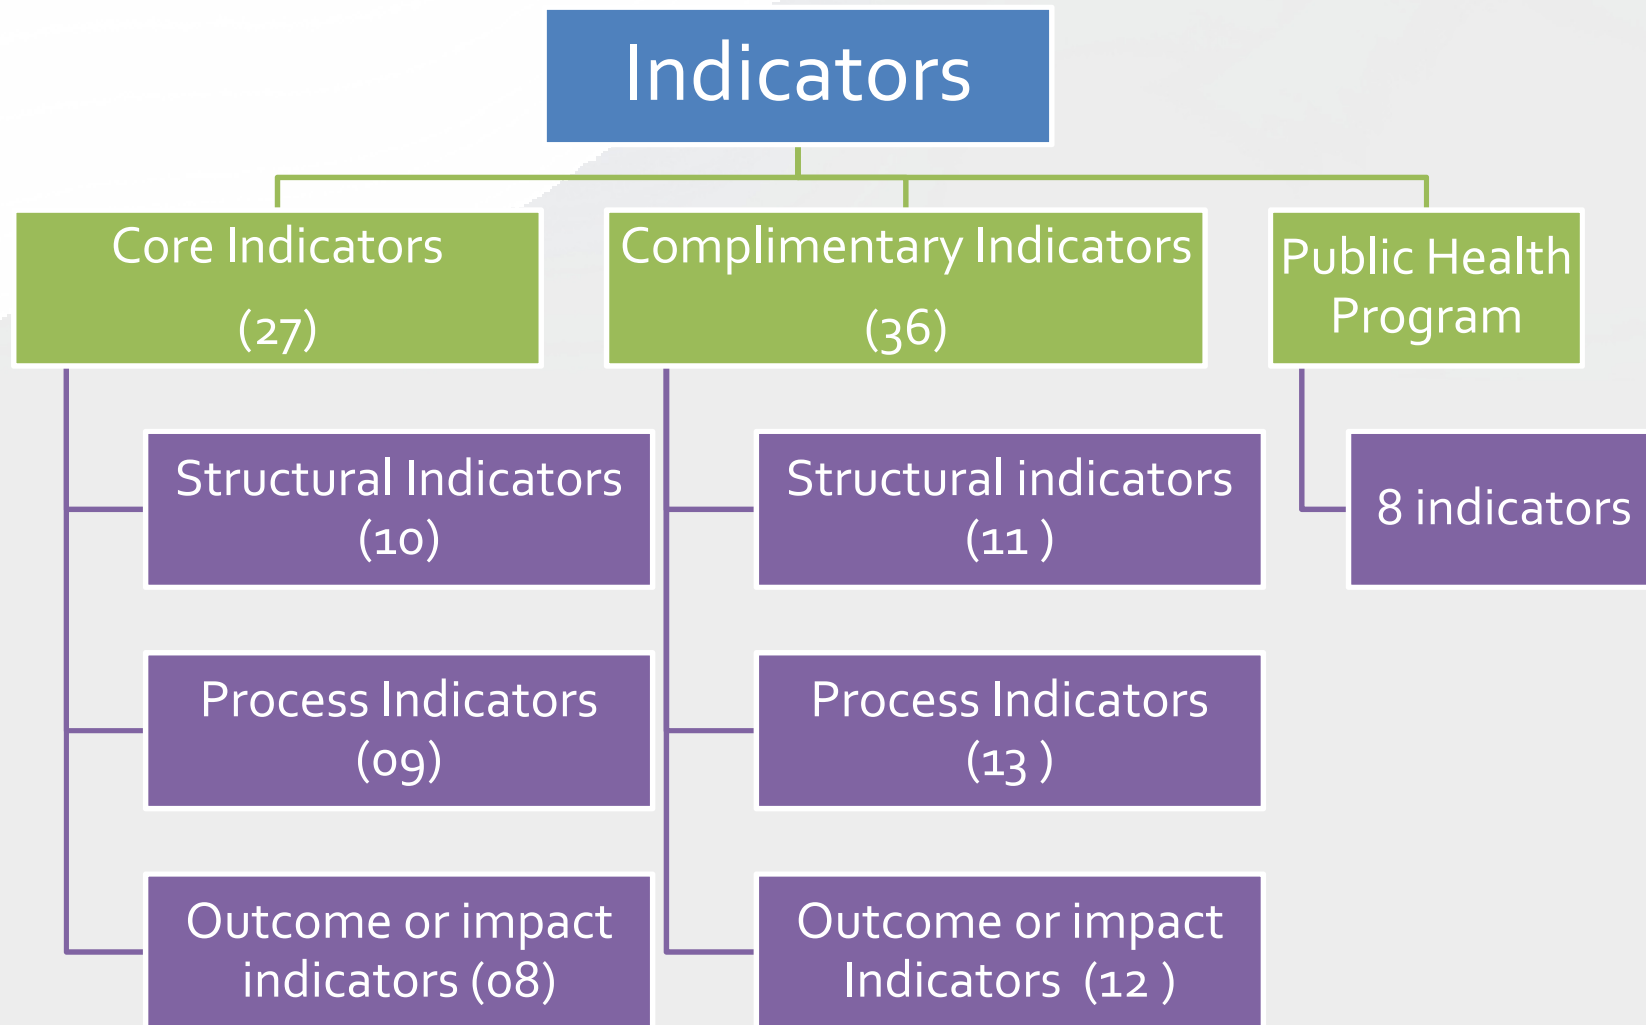 Indicators
Core Indicators
(27)
Complimentary Indicators
(36)
Public Health
Program
Structural Indicators
(10)
Structural indicators
(11 )
8 indicators
Process Indicators
(09)
Process Indicators
(13 )
Outcome or impact
indicators (08)
Outcome or impact
Indicators  (12 )